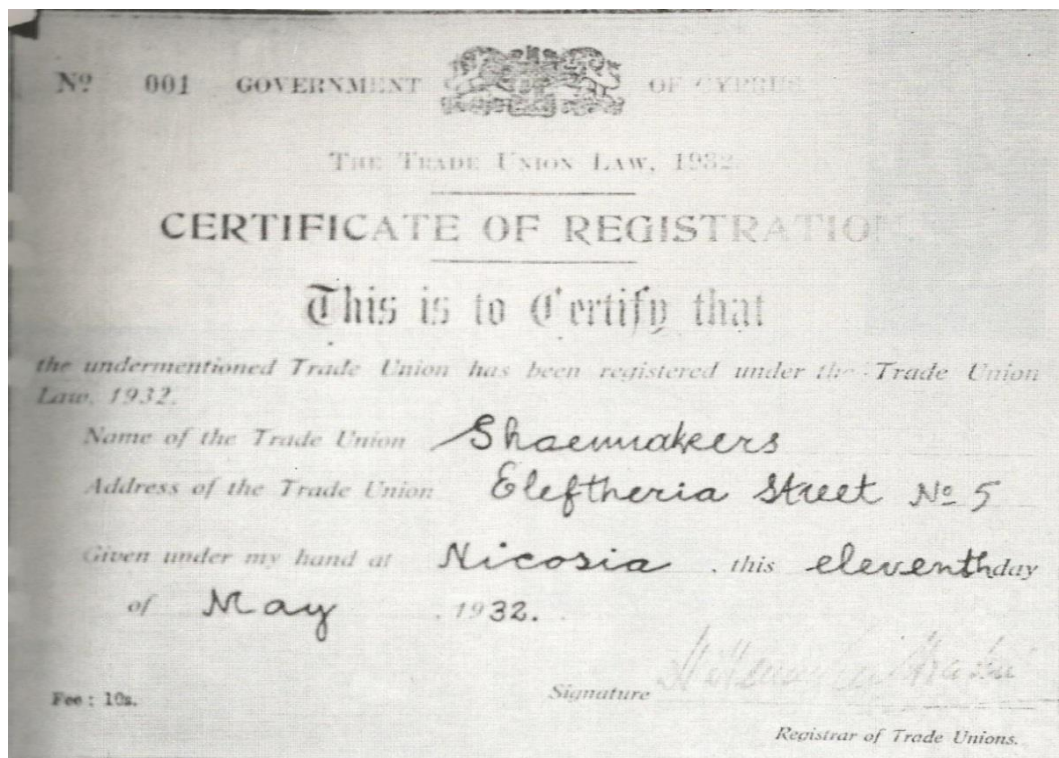 Nº 001 GOVERNMENT OF CYPRUS
THE TRADE UNION LAW, 1932.
CERTIFICATE OF REGISTRATION.
This is to Certify that
the undermentioned Trade Union has been registered under the Trade Union
Law, 1932.
Name of the Trade Union Shoemmakeers
Address of the Trade Union Eleftheria Street Nº 5
Given under my hand at Nicosia , this eleventh day
of May , 1932.
Fee : 10s. Signature
Registrar of Trade Unions.